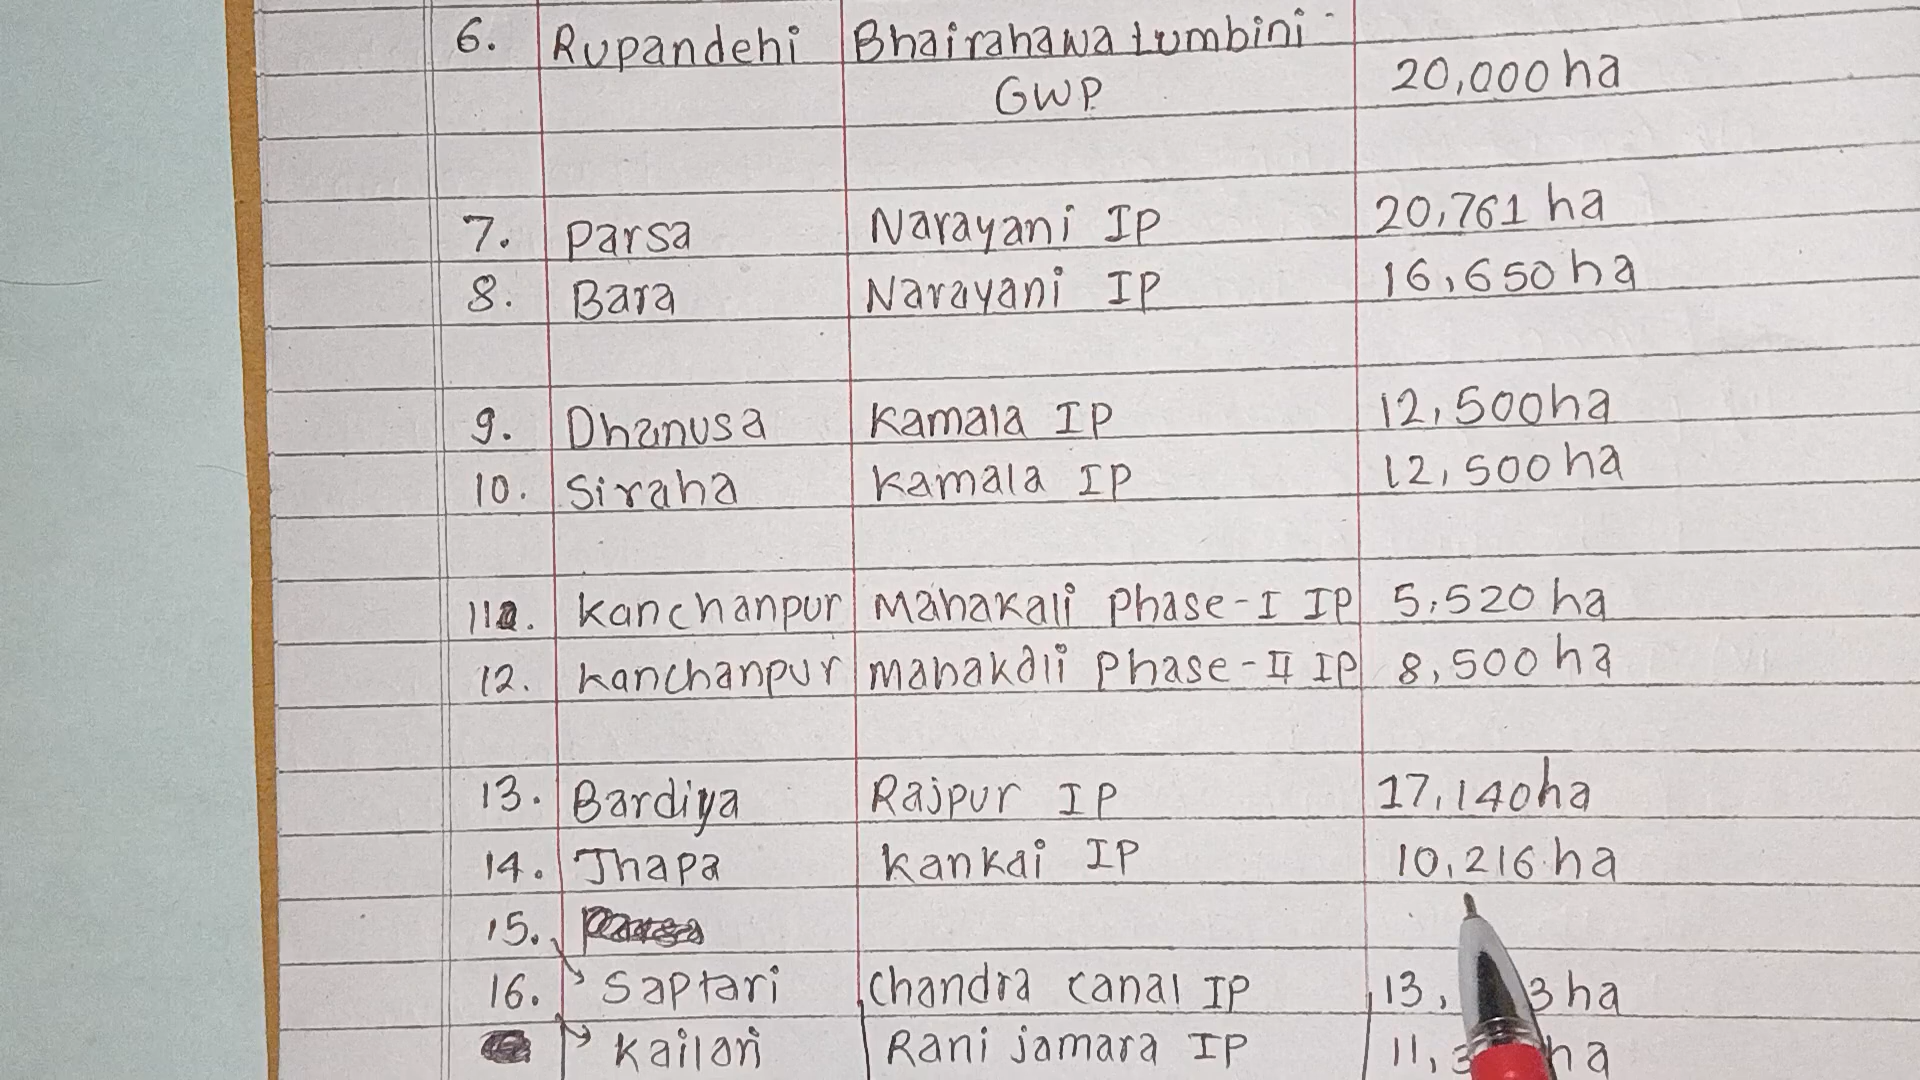 6. Rupandehi Bhairahawa Lumbini
GWP 20,000 ha
7. Parsa Narayani IP 20,761 ha
8. Bara Narayani IP 16,650 ha
9. Dhanusa Kamala IP 12,500 ha
10. Siraha Kamala IP 12,500 ha
11. Kanchanpur Mahakali Phase-I IP 5,520 ha
12. Kanchanpur Mahakali Phase-II IP 8,500 ha
13. Bardiya Rajpur IP 17,140 ha
14. Jhapa Kankai IP 10,216 ha
15.
16. Saptari Chandra Canal IP ha
Kailari Rani jamara IP ha